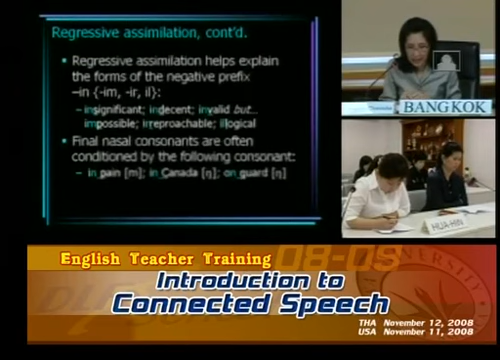 Regressive assimilation, cont'd.
Regressive assimilation helps explain
the forms of the negative prefix
–in {-im, -ir, il}:
– insignificant; indecent; invalid but…
impossible; irreproachable; illogical
Final nasal consonants are often
conditioned by the following consonant:
– in pain [m]; in Canada [ŋ]; on guard [ŋ]
BANGKOK
HUA-HIN
English Teacher Training
08-09
Introduction to
Connected Speech
THA November 12, 2008
USA November 11, 2008